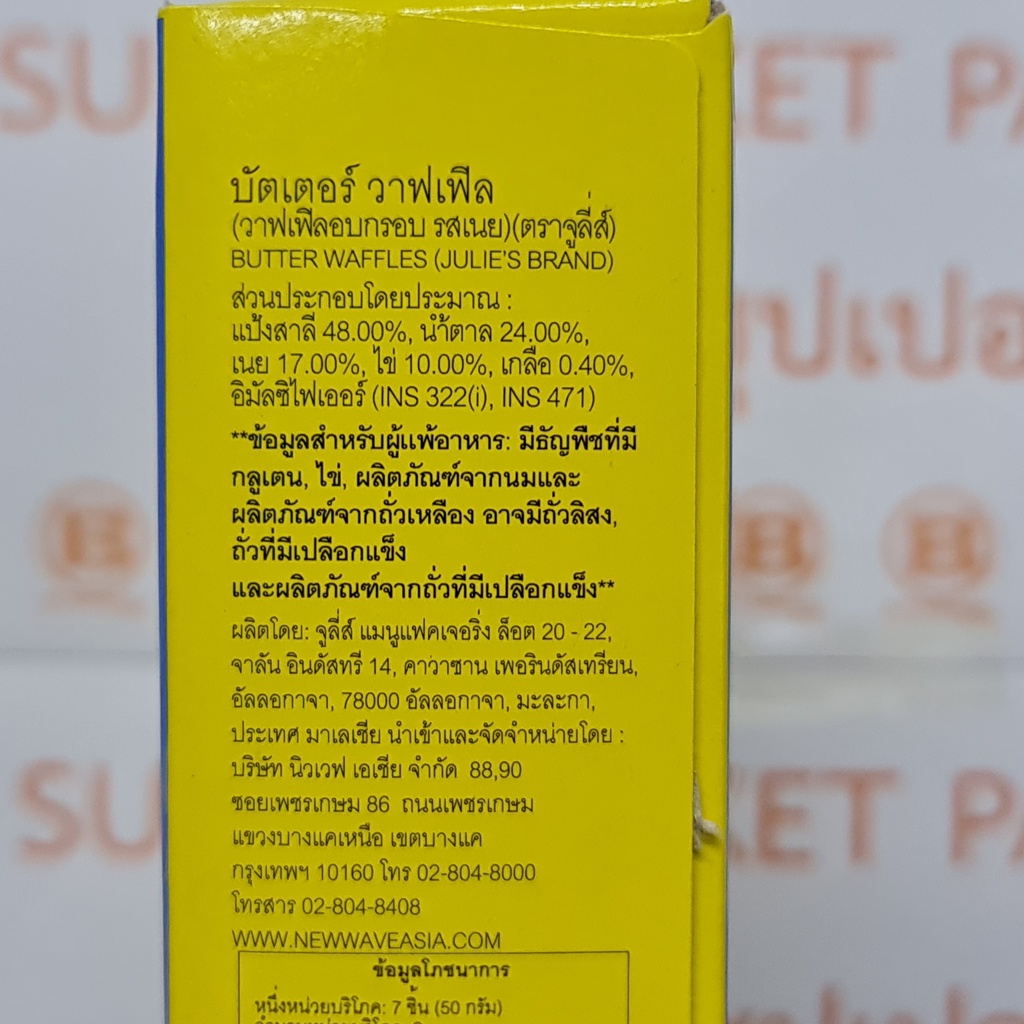 บัตเตอร์ วาฟเฟิล
(วาฟเฟิลอบกรอบ รสเนย)(ตราจูลี่ส์)
BUTTER WAFFLES (JULIE'S BRAND)
ส่วนประกอบโดยประมาณ :
แป้งสาลี 48.00%, น้ำตาล 24.00%,
เนย 17.00%, ไข่ 10.00%, เกลือ 0.40%,
อิมัลซิไฟเออร์ (INS 322(i), INS 471)
**ข้อมูลสำหรับผู้แพ้อาหาร: มีธัญพืชที่มี
กลูเตน, ไข่, ผลิตภัณฑ์จากนมและ
ผลิตภัณฑ์จากถั่วเหลือง อาจมีถั่วลิสง,
ถั่วที่มีเปลือกแข็ง
และผลิตภัณฑ์จากถั่วที่มีเปลือกแข็ง**
ผลิตโดย: จูลี่ส์ แมนูแฟคเจอริ่ง ล็อต 20 - 22,
จาลัน อินดัสทรี 14, คาว่าซาน เพอรินดัสเทรียน,
อัลลอกาจา, 78000 อัลลอกาจา, มะละกา,
ประเทศ มาเลเซีย นำเข้าและจัดจำหน่ายโดย :
บริษัท นิวเวฟ เอเชีย จำกัด 88,90
ซอยเพชรเกษม 86 ถนนเพชรเกษม
แขวงบางแคเหนือ เขตบางแค
กรุงเทพฯ 10160 โทร 02-804-8000
โทรสาร 02-804-8408
WWW.NEWWAVEASIA.COM
ข้อมูลโภชนาการ
หนึ่งหน่วยบริโภค: 7 ชิ้น (50 กรัม)